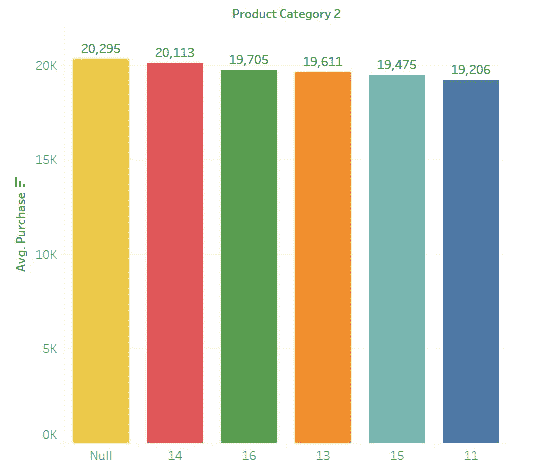 Product Category 2
20,295
20,113
19,705
19,611
19,475
19,206
20K
15K
10K
5K
0K
Avg. Purchase
Null
14
16
13
15
11